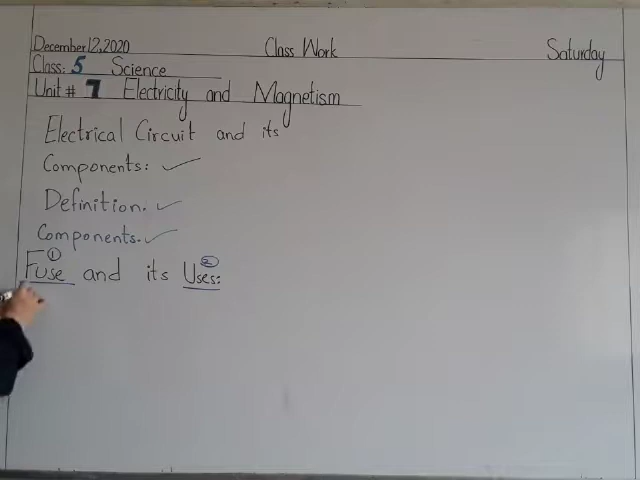 December 12, 2020 Class Work Saturday
Class: 5 Science
Unit # 7 Electricity and Magnetism
Electrical Circuit and its
Components: ✓
Definition. ✓
Components. ✓
① ②
Fuse and its Uses: